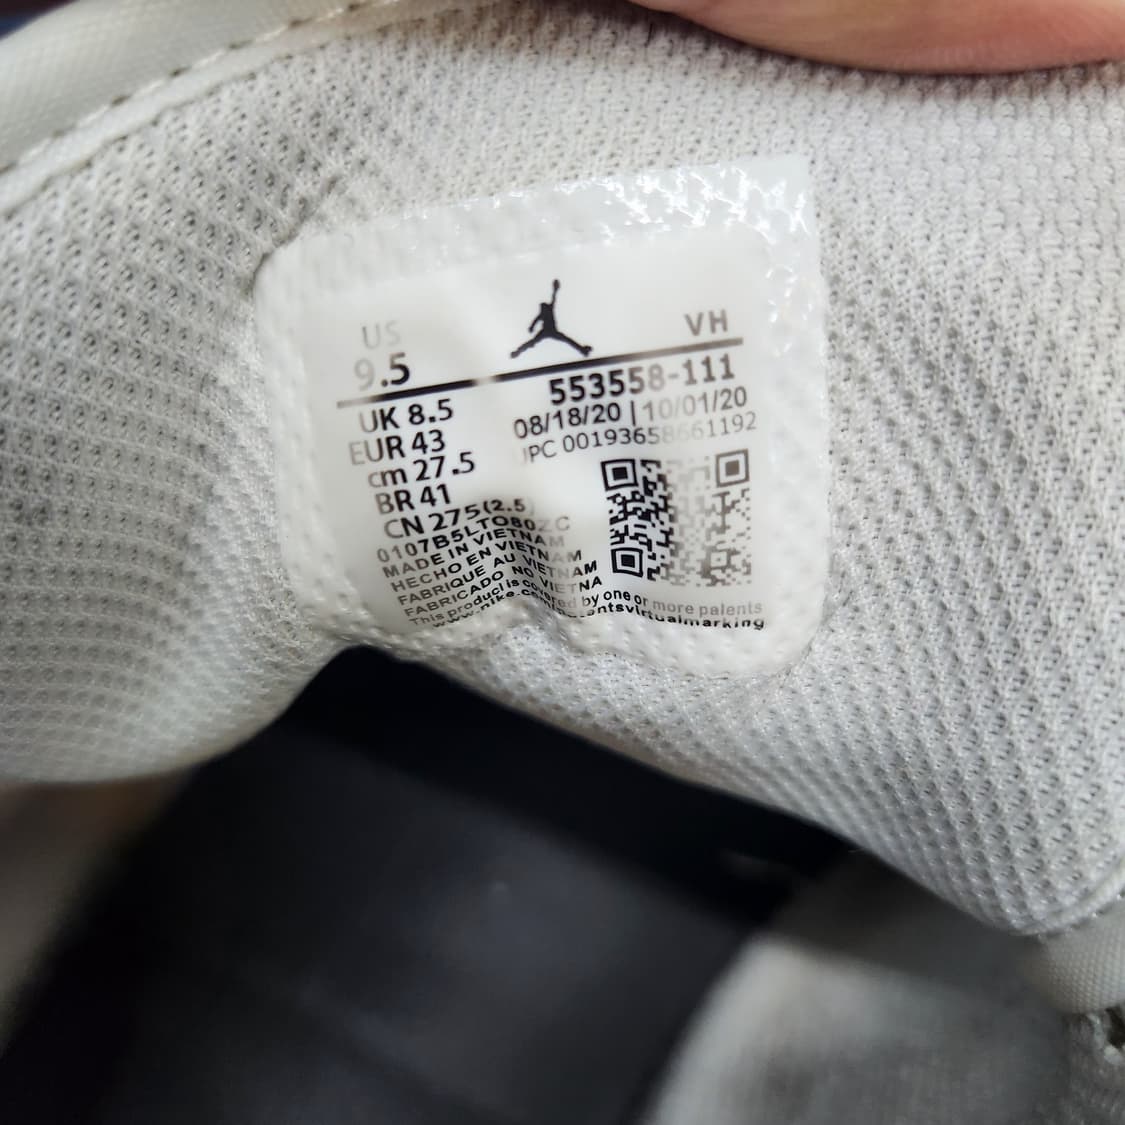 US
9.5
VH
UK 8.5
EUR 43
cm 27.5
BR 41
CN 275(2.5)
553558-111
08/18/20 | 10/01/20
UPC 00193658661192
0107B5LTO80ZC
MADE IN VIETNAM
HECHO EN VIETNAM
FABRIQUE AU VIETNAM
FABRICADO NO VIETNA
This product is covered by one or more patents